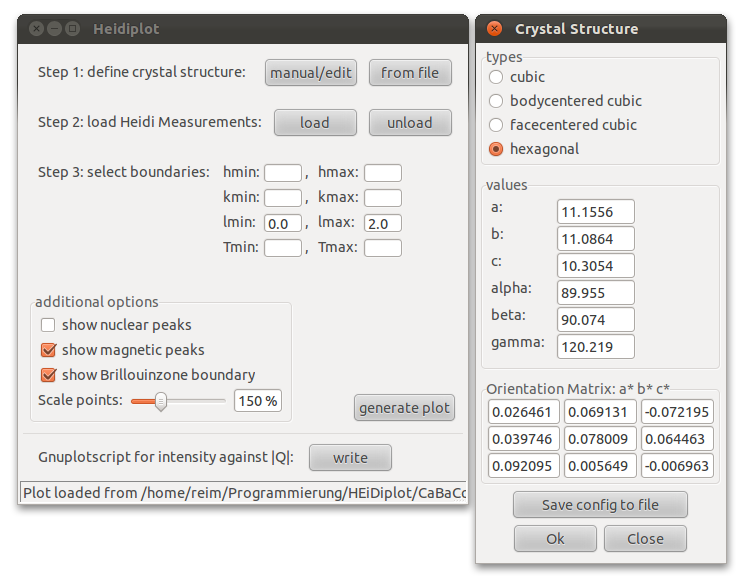 Heidiplot
Step 1: define crystal structure: manual/edit from file
Step 2: load Heidi Measurements: load unload
Step 3: select boundaries: hmin: , hmax:
kmin: , kmax:
lmin: 0.0 , lmax: 2.0
Tmin: , Tmax:
additional options
show nuclear peaks
show magnetic peaks
show Brillouinzone boundary
Scale points: 150 %
generate plot
Gnuplotscript for intensity against |Q|: write
Plot loaded from /home/reim/Programmierung/HEiDiplot/CaBaCo
Crystal Structure
types
cubic
bodycentered cubic
facecentered cubic
hexagonal
values
a: 11.1556
b: 11.0864
c: 10.3054
alpha: 89.955
beta: 90.074
gamma: 120.219
Orientation Matrix: a* b* c*
0.026461 0.069131 -0.072195
0.039746 0.078009 0.064463
0.092095 0.005649 -0.006963
Save config to file
Ok Close